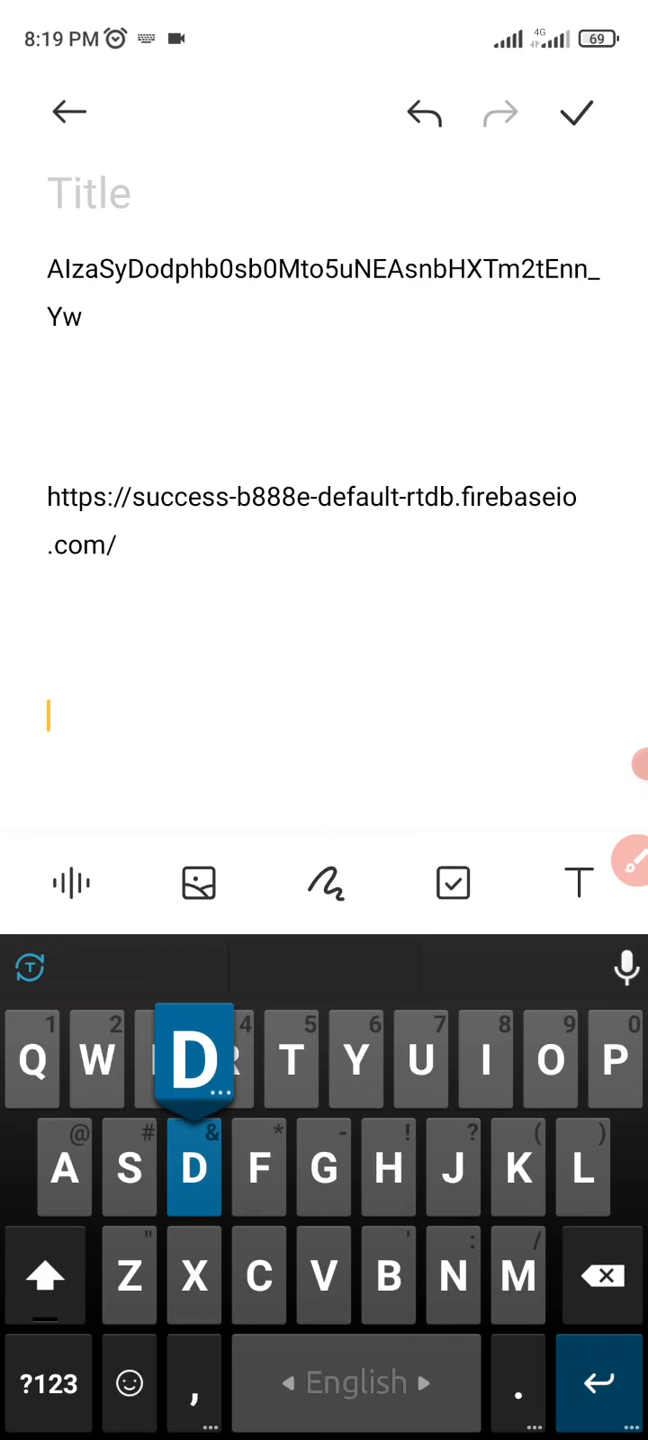 8:19 PM
4G
69
Title
AIzaSyDodphb0sb0Mto5uNEAsnbHXTm2tEnn_
Yw
https://success-b888e-default-rtdb.firebaseio
.com/
T
T
1 2 4 5 6 7 8 9 0
Q W D R T Y U I O P
@ # & * - ! ? ( )
A S D F G H J K L
" ' : /
Z X C V B N M
?123 , English .